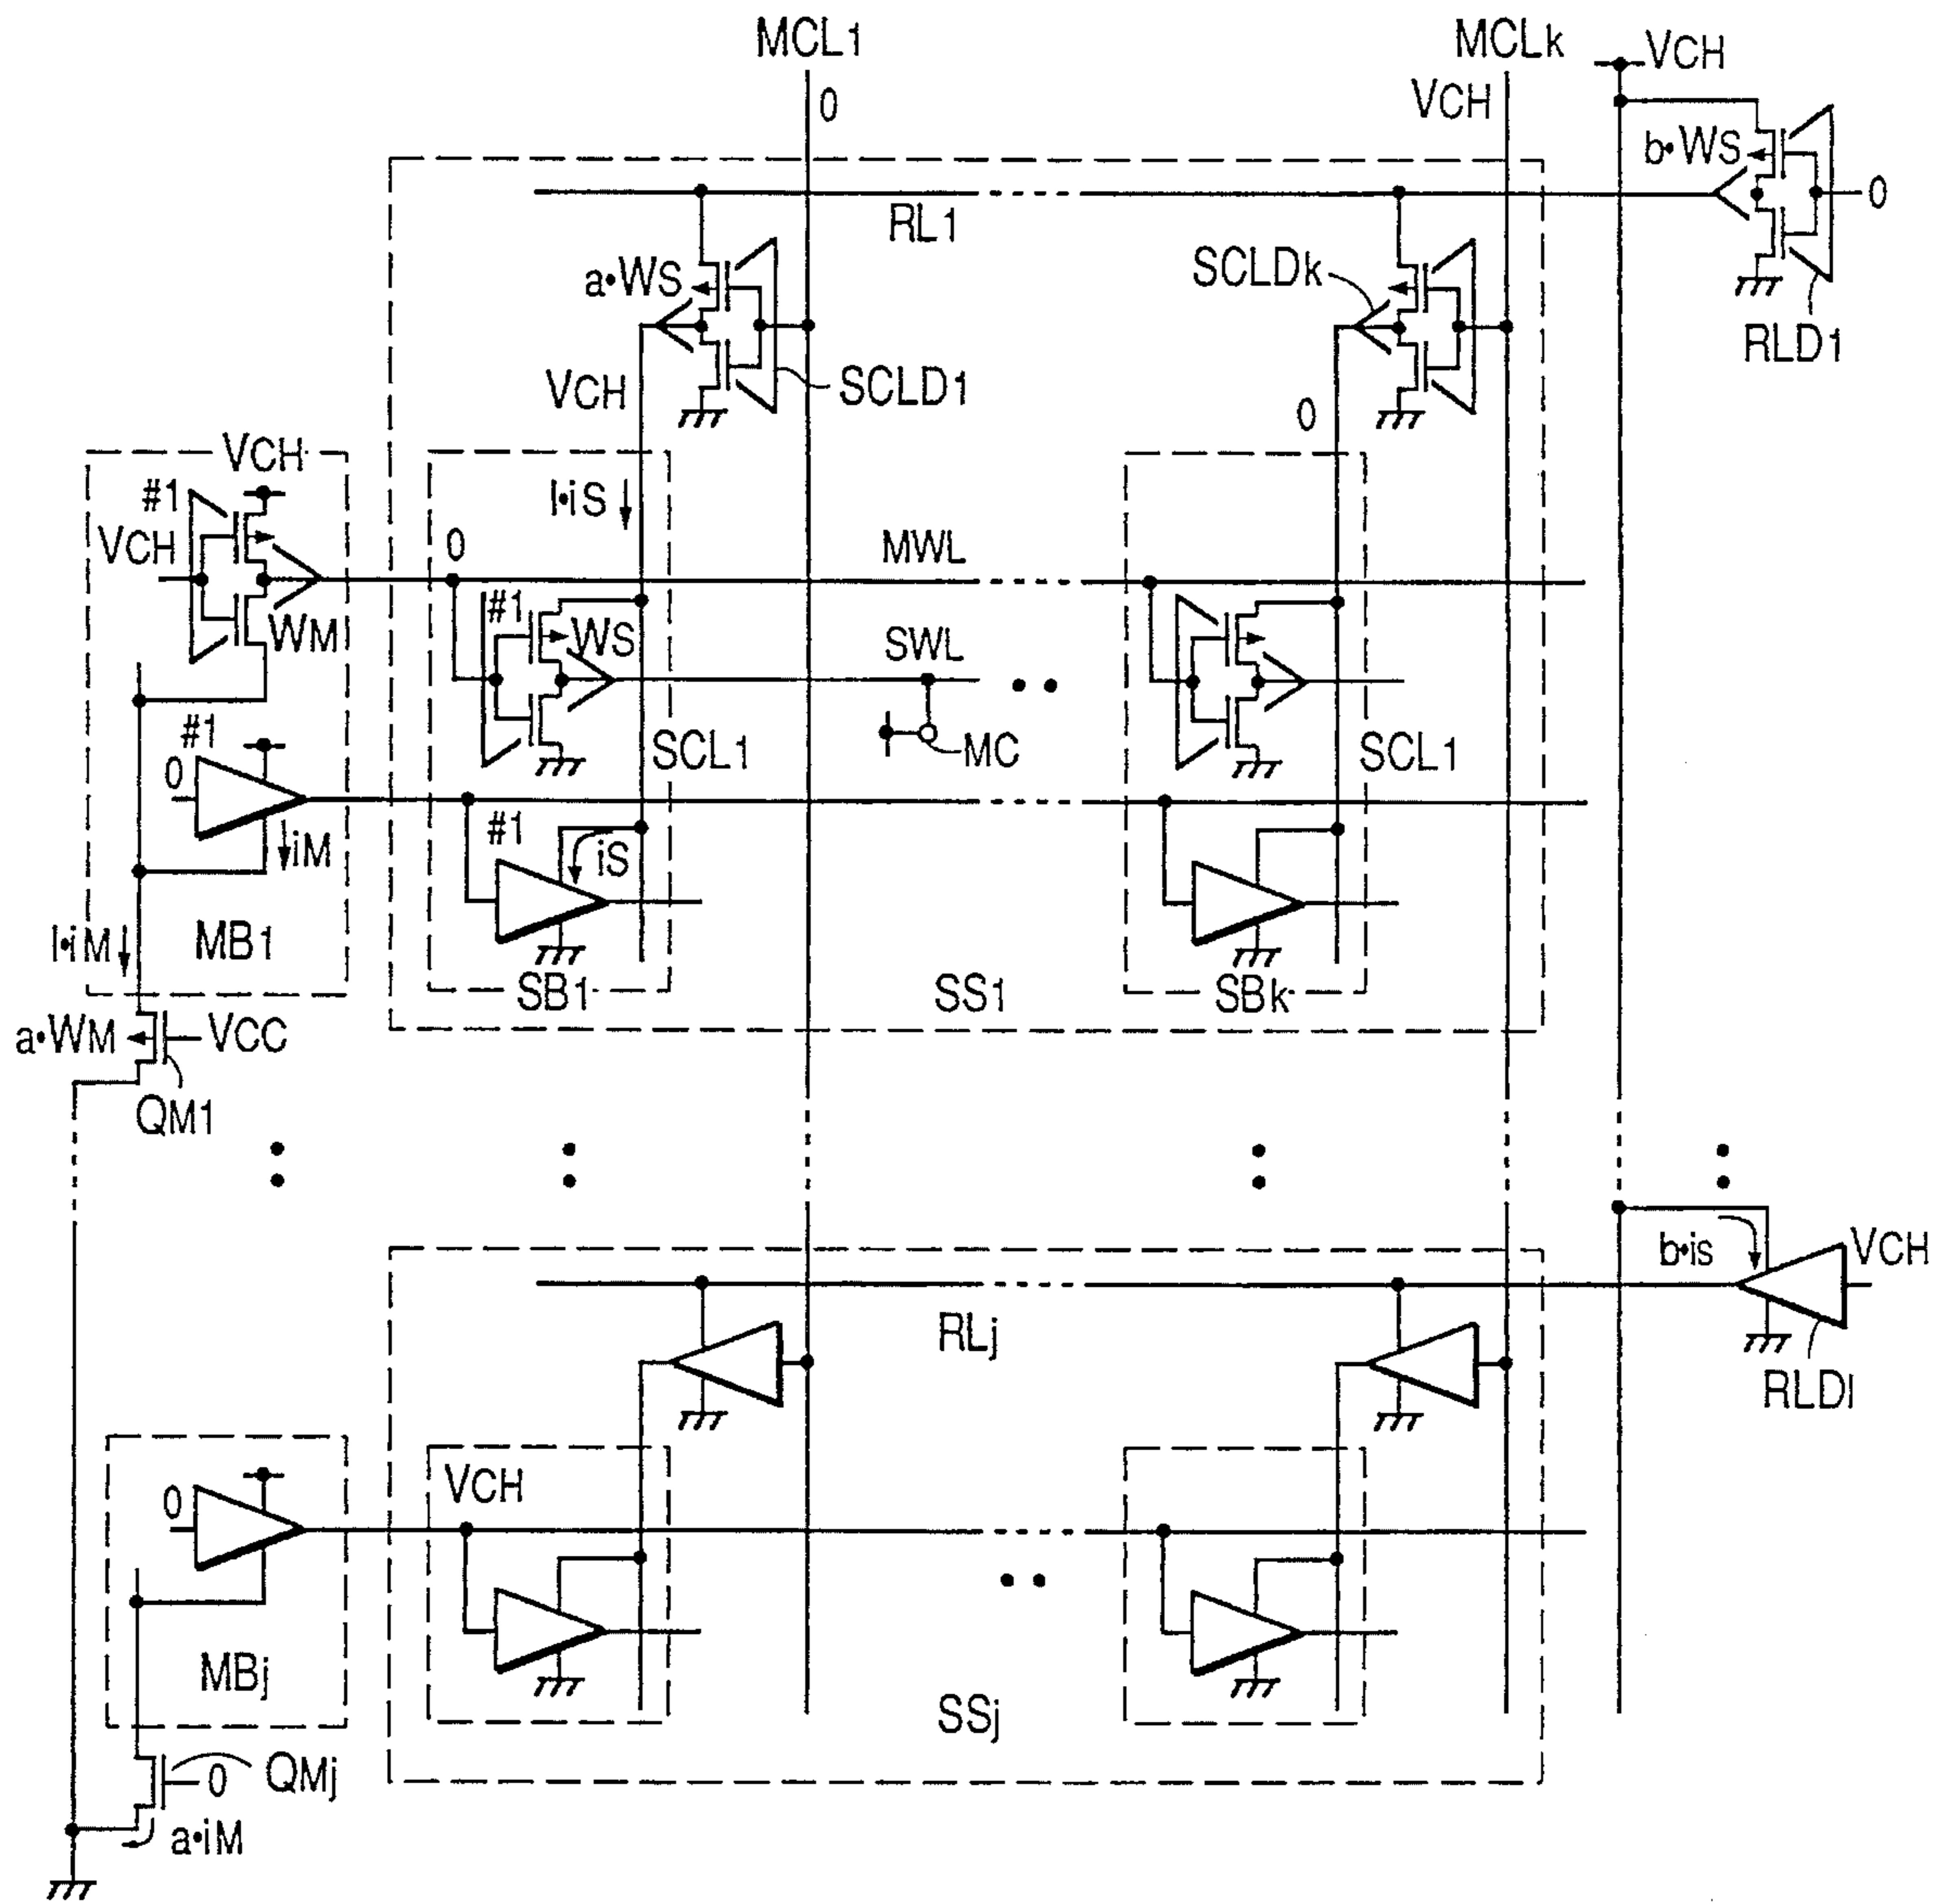 MCL1
MCLk
VCH
0
VCH
b•WS
0
RL1
a•WS
SCLDk
RLD1
VCH
SCLD1
0
VCH
#1
VCH
l•iS
0
MWL
WM
#1
WS
SWL
#1
0
SCL1
MC
SCL1
iM
#1
iS
l•iM
MB1
SB1
SS1
SBk
a•WM
VCC
QM1
b•is
VCH
RLj
RLDl
VCH
0
MBj
SSj
0
QMj
a•iM